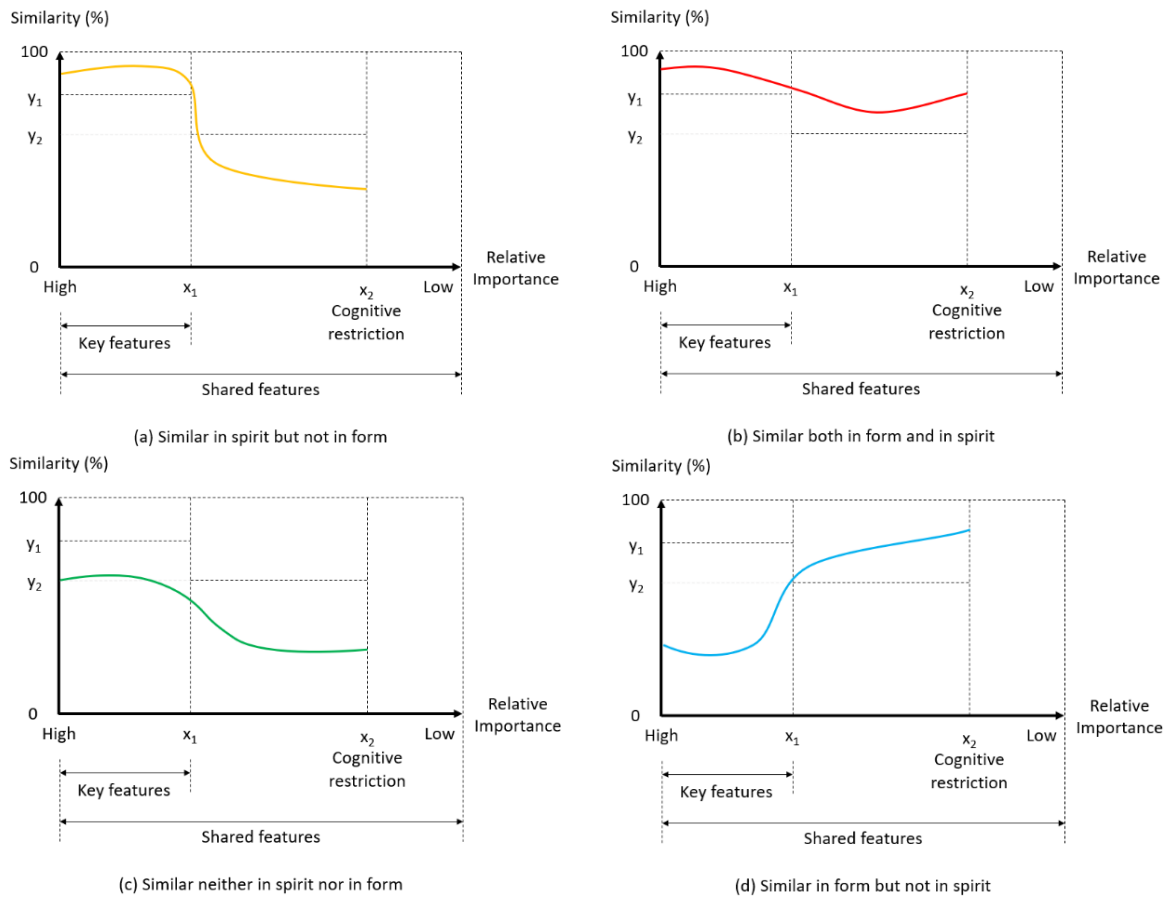 Similarity (%)
100
y₁
y₂
0
High
x₁
x₂
Low
Relative
Importance
Cognitive
restriction
Key features
Shared features
(a) Similar in spirit but not in form
Similarity (%)
100
y₁
y₂
0
High
x₁
x₂
Low
Relative
Importance
Cognitive
restriction
Key features
Shared features
(b) Similar both in form and in spirit
Similarity (%)
100
y₁
y₂
0
High
x₁
x₂
Low
Relative
Importance
Cognitive
restriction
Key features
Shared features
(c) Similar neither in spirit nor in form
Similarity (%)
100
y₁
y₂
0
High
x₁
x₂
Low
Relative
Importance
Cognitive
restriction
Key features
Shared features
(d) Similar in form but not in spirit